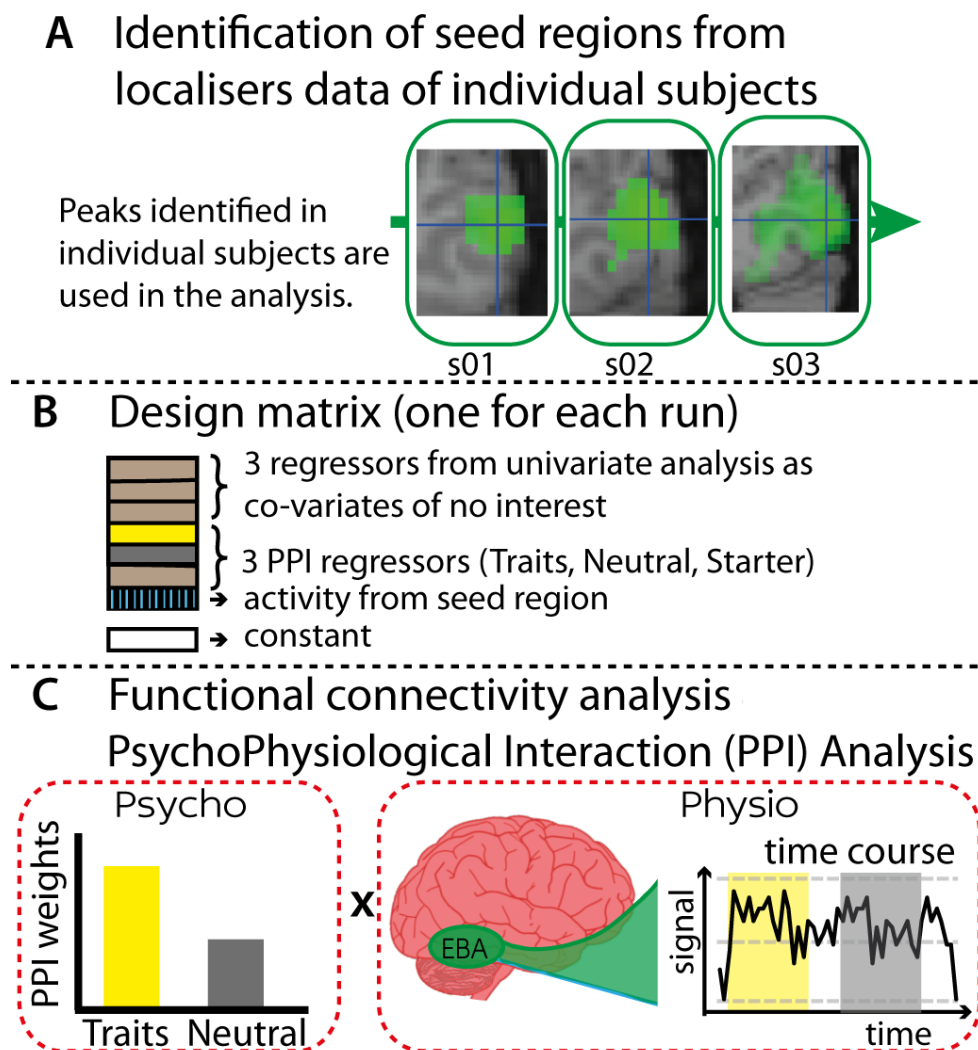 A Identification of seed regions from
localisers data of individual subjects
Peaks identified in
individual subjects are
used in the analysis.
s01 s02 s03
B Design matrix (one for each run)
3 regressors from univariate analysis as
co-variates of no interest
3 PPI regressors (Traits, Neutral, Starter)
activity from seed region
constant
C Functional connectivity analysis
PsychoPhysiological Interaction (PPI) Analysis
Psycho
PPI weights
Traits Neutral
x
Physio
EBA
time course
signal
time